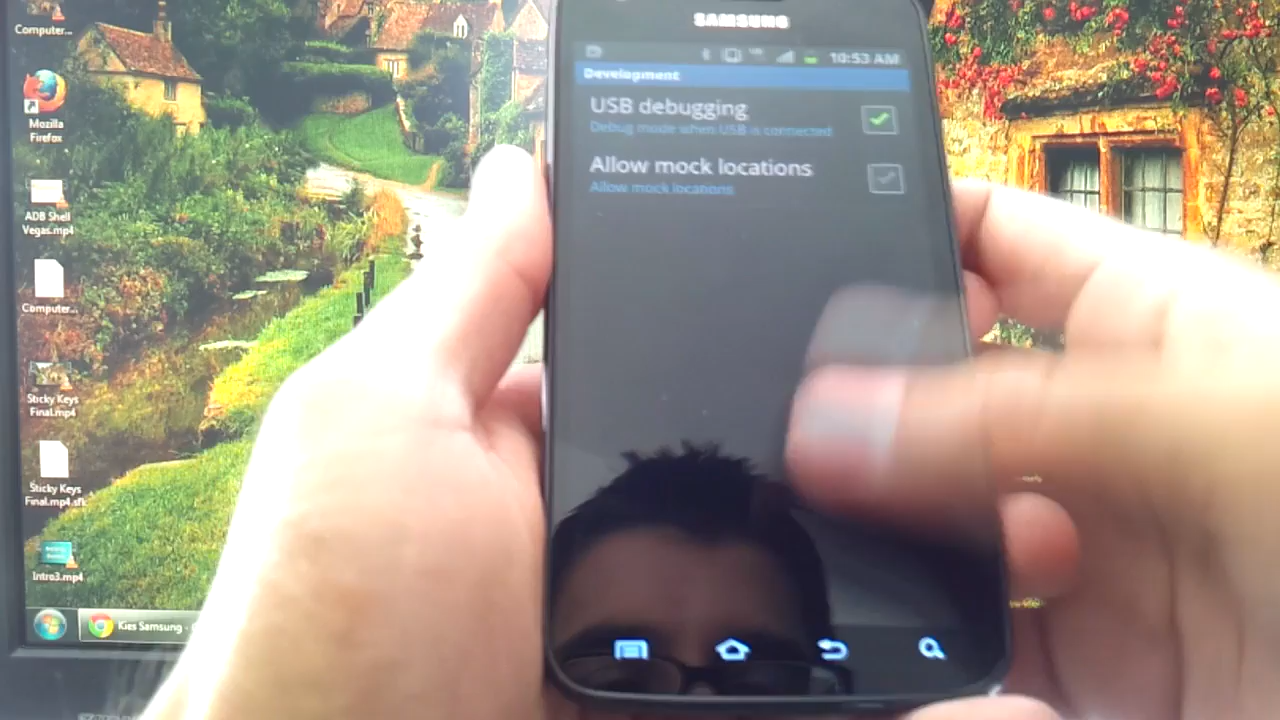 Computer...
Mozilla
Firefox
ADB Shell
Vegas.mp4
Computer...
Sticky Keys
Final.mp4
Sticky Keys
Final.mp4.sfk
Intro3.mp4
Kies Samsung -
SAMSUNG
10:53 AM
Development
USB debugging
Debug mode when USB is connected
Allow mock locations
Allow mock locations